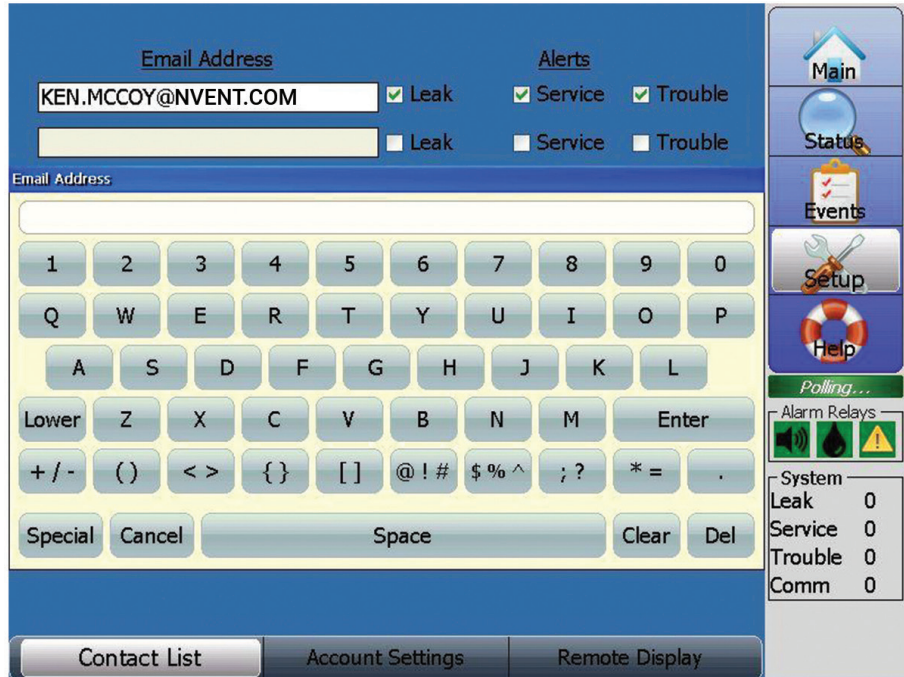 Email Address Alerts
KEN.MCCOY@NVENT.COM Leak Service Trouble
Leak Service Trouble
Email Address
1 2 3 4 5 6 7 8 9 0
Q W E R T Y U I O P
A S D F G H J K L
Lower Z X C V B N M Enter
+ / - ( ) < > { } [ ] @ ! # $ % ^ ; ? * = .
Special Cancel Space Clear Del
Contact List Account Settings Remote Display
Main
Status
Events
Setup
Help
Polling...
Alarm Relays
System
Leak 0
Service 0
Trouble 0
Comm 0